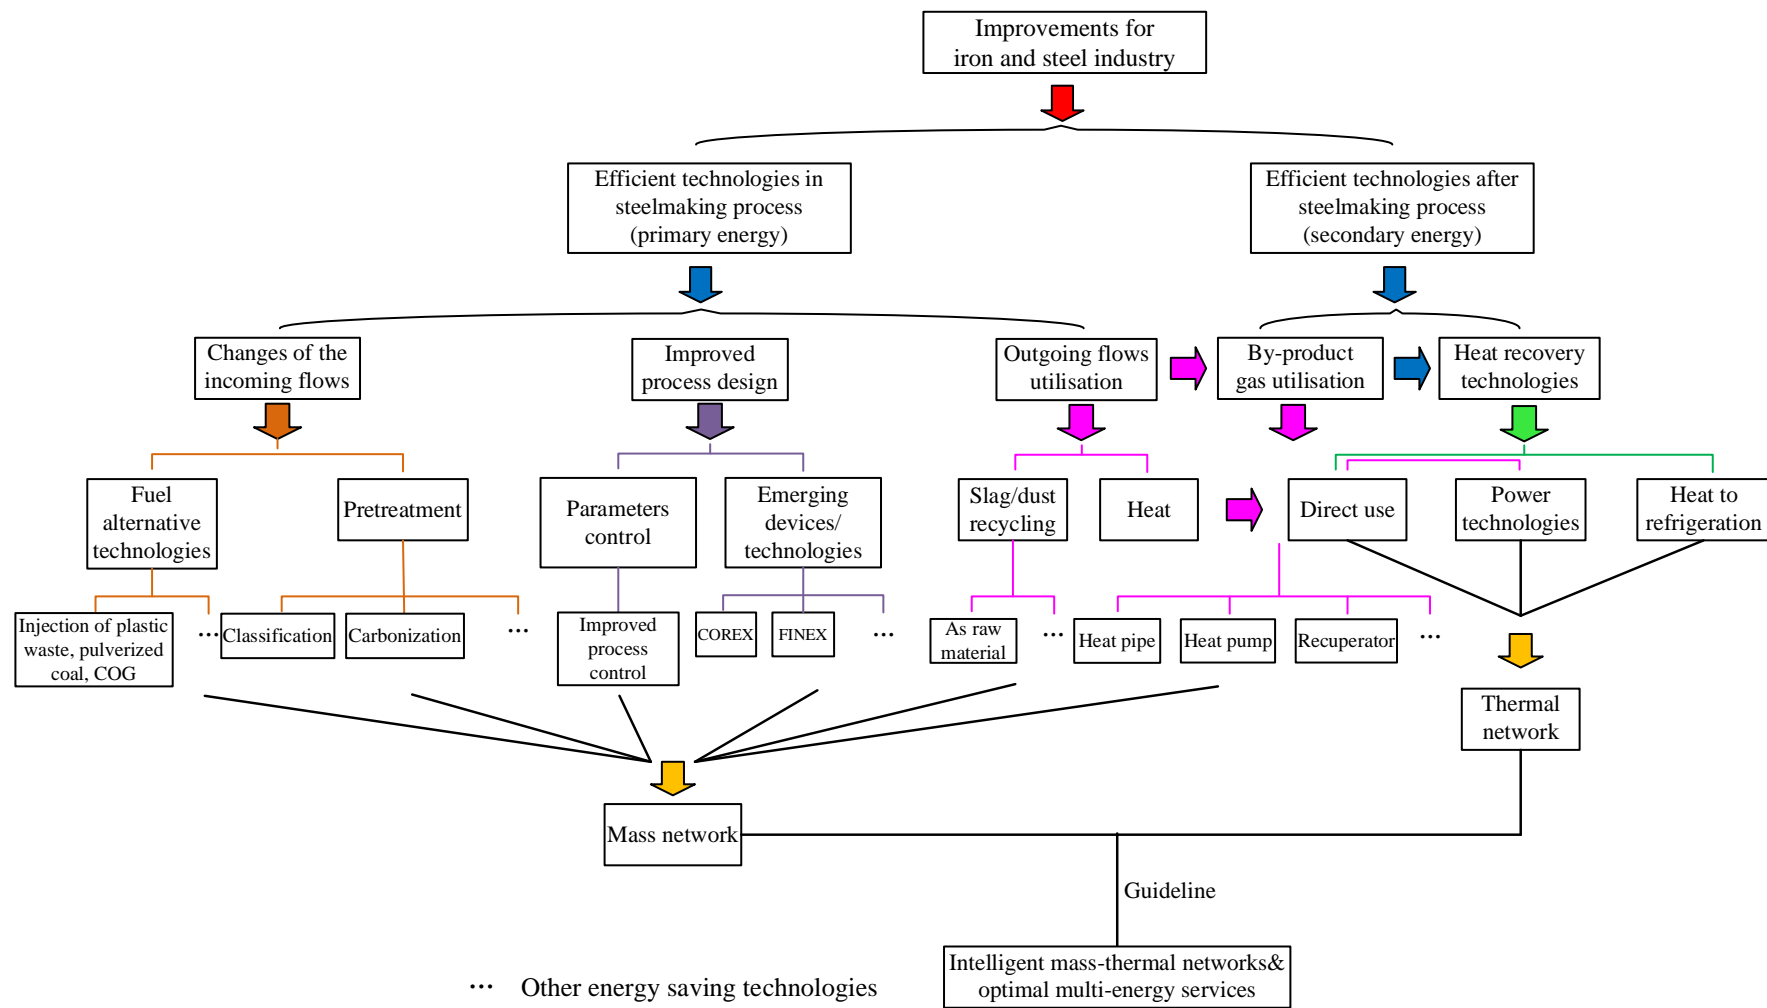 Improvements for
iron and steel industry
Efficient technologies in
steelmaking process
(primary energy)
Efficient technologies after
steelmaking process
(secondary energy)
Changes of the
incoming flows
Improved
process design
Outgoing flows
utilisation
By-product
gas utilisation
Heat recovery
technologies
Fuel
alternative
technologies
Pretreatment
Parameters
control
Emerging
devices/
technologies
Slag/dust
recycling
Heat
Direct use
Power
technologies
Heat to
refrigeration
Injection of plastic
waste, pulverized
coal, COG
...
Classification
Carbonization
...
Improved
process
control
COREX
FINEX
...
As raw
material
...
Heat pipe
Heat pump
Recuperator
...
Thermal
network
Mass network
Guideline
Intelligent mass-thermal networks&
optimal multi-energy services
... Other energy saving technologies